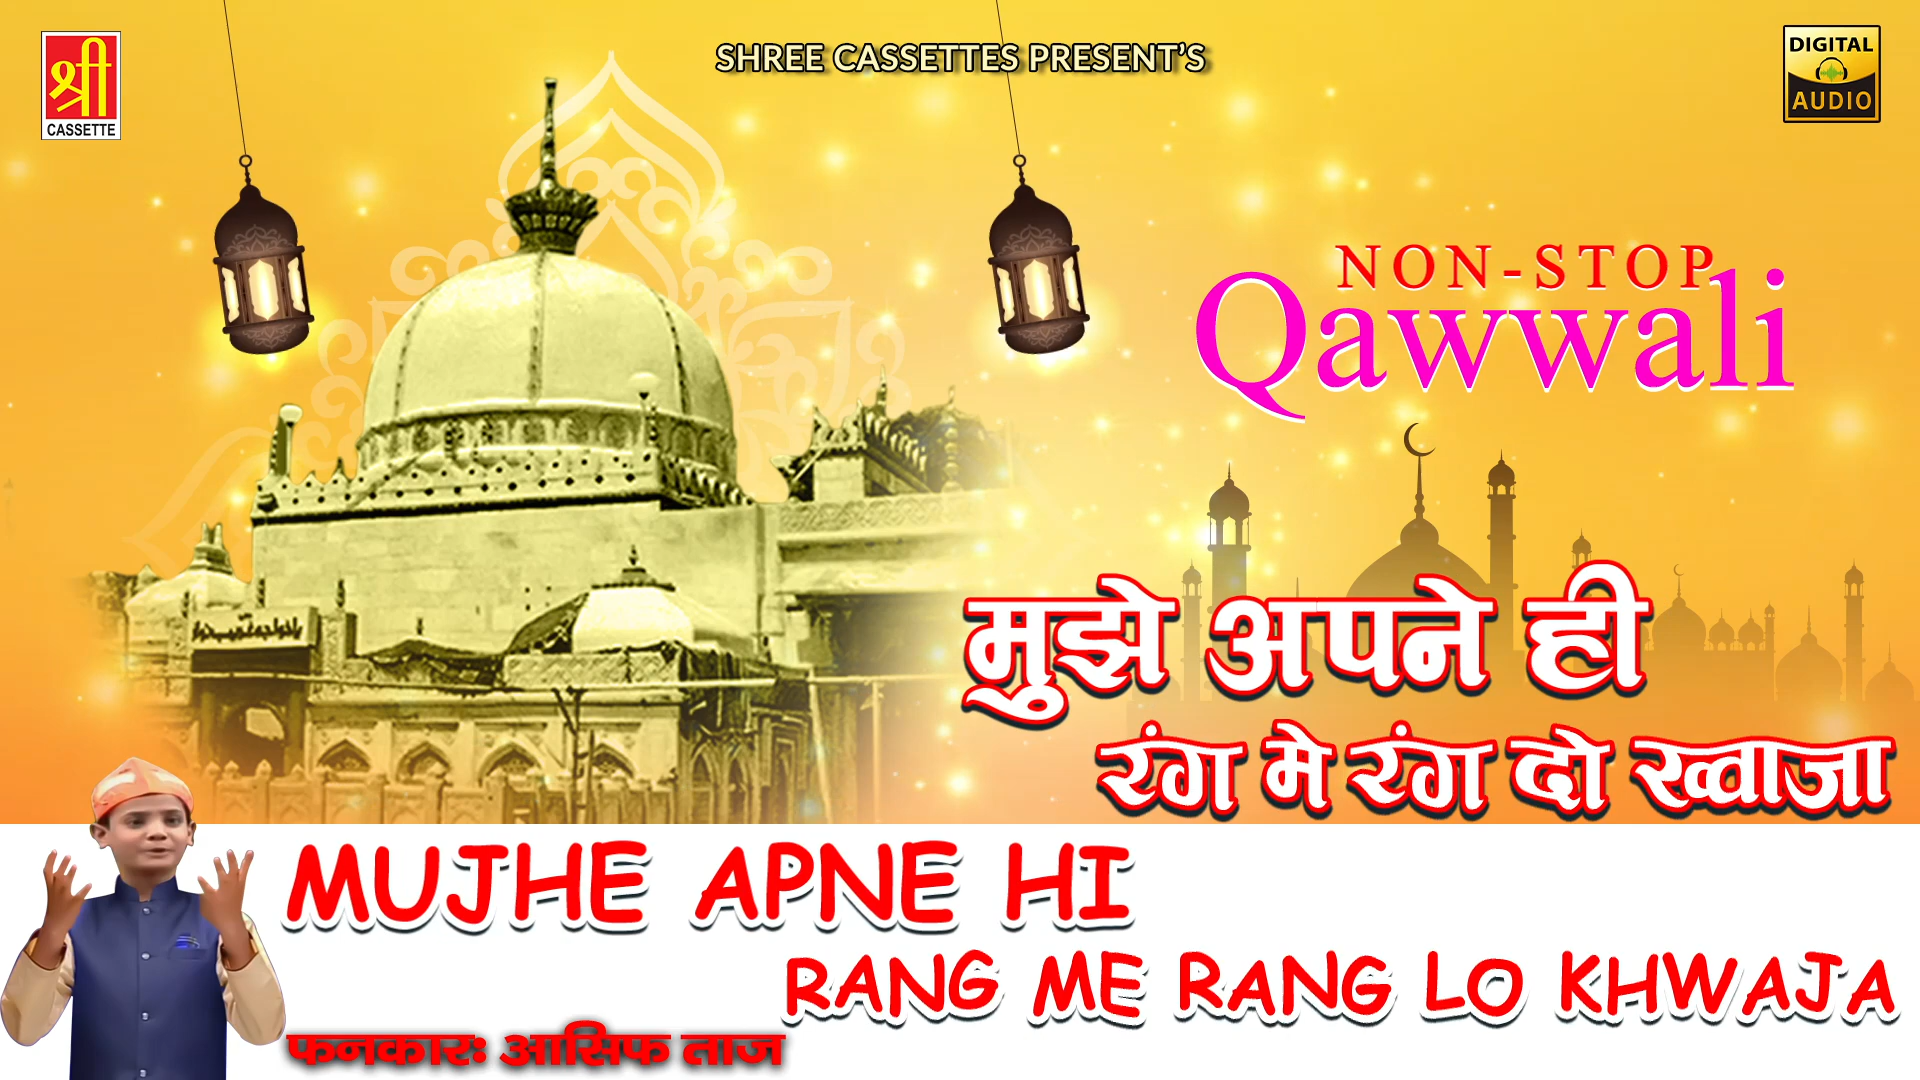 श्री
CASSETTE
SHREE CASSETTES PRESENT'S
DIGITAL
AUDIO
NON-STOP
Qawwali
मुझे अपने ही
रंग मे रंग दो ख्वाजा
MUJHE APNE HI
RANG ME RANG LO KHWAJA
फनकारः आसिफ ताज